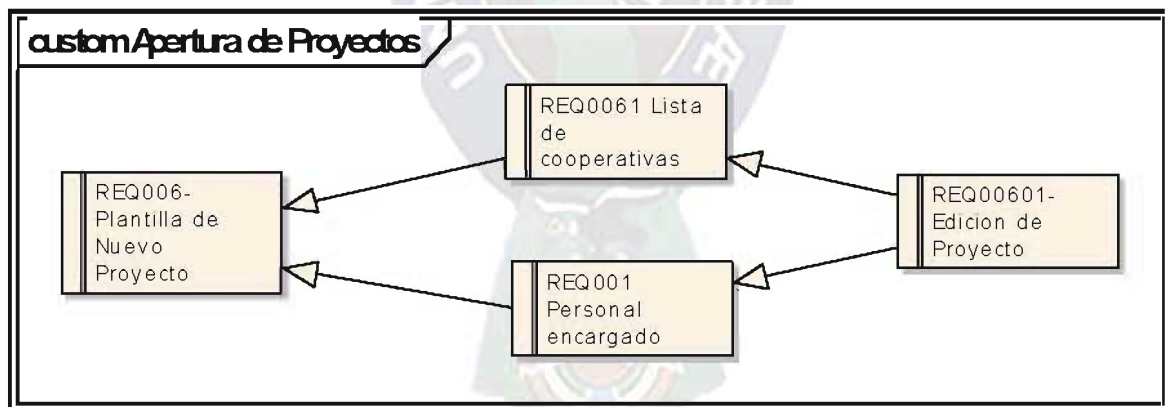 custom Apertura de Proyectos
REQ0061 Lista
de
cooperativas
REQ006-
Plantilla de
Nuevo
Proyecto
REQ00601-
Edicion de
Proyecto
REQ001
Personal
encargado